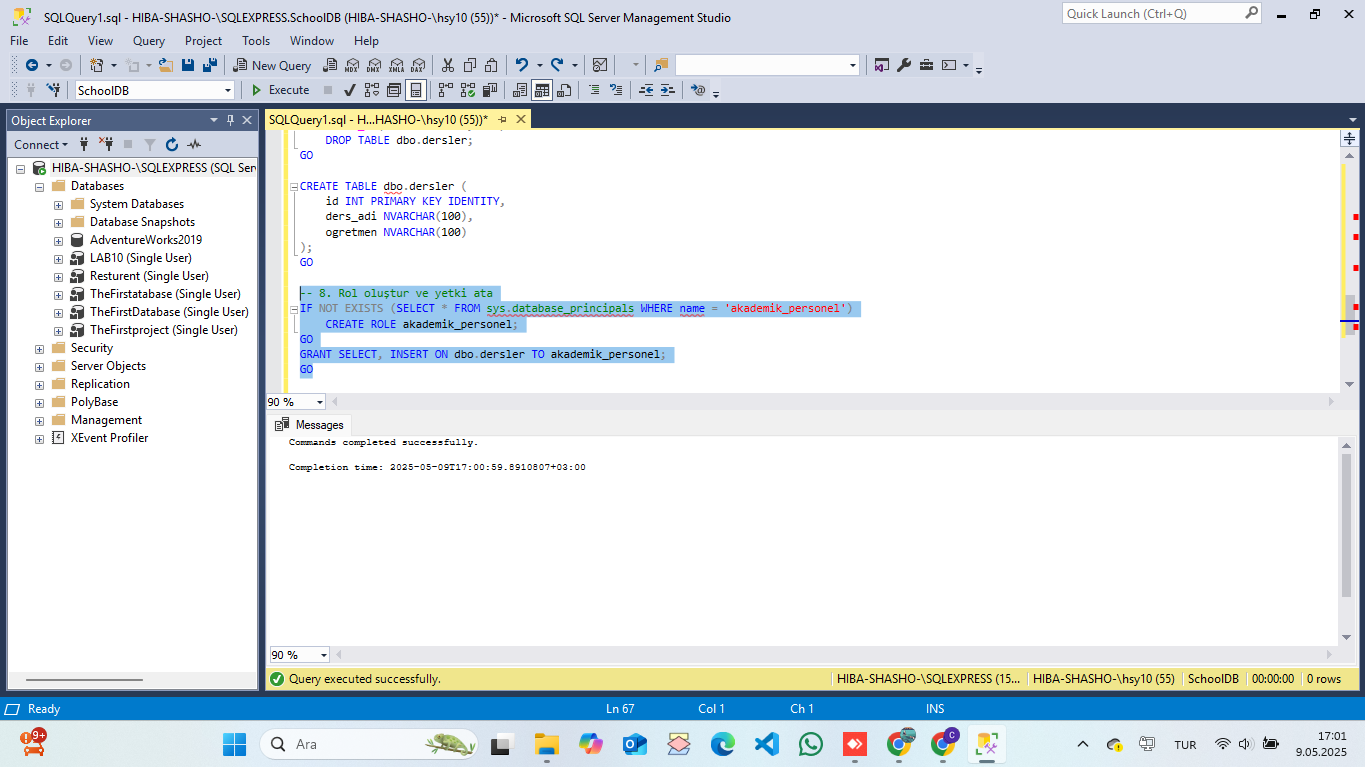 SQLQuery1.sql - HIBA-SHASHO-\SQLEXPRESS.SchoolDB (HIBA-SHASHO-\hsy10 (55))* - Microsoft SQL Server Management Studio
Quick Launch (Ctrl+Q)
File Edit View Query Project Tools Window Help
New Query
MDX DMX XMLA DAX
SchoolDB
Execute
Object Explorer
Connect
HIBA-SHASHO-\SQLEXPRESS (SQL Ser
Databases
System Databases
Database Snapshots
AdventureWorks2019
LAB10 (Single User)
Resturent (Single User)
TheFirstatabase (Single User)
TheFirstDatabase (Single User)
TheFirstproject (Single User)
Security
Server Objects
Replication
PolyBase
Management
XEvent Profiler
SQLQuery1.sql - H...HASHO-\hsy10 (55))*
DROP TABLE dbo.dersler;
GO
CREATE TABLE dbo.dersler (
id INT PRIMARY KEY IDENTITY,
ders_adi NVARCHAR(100),
ogretmen NVARCHAR(100)
);
GO
-- 8. Rol oluştur ve yetki ata
IF NOT EXISTS (SELECT * FROM sys.database_principals WHERE name = 'akademik_personel')
CREATE ROLE akademik_personel;
GO
GRANT SELECT, INSERT ON dbo.dersler TO akademik_personel;
GO
90 %
Messages
Commands completed successfully.
Completion time: 2025-05-09T17:00:59.8910807+03:00
90 %
Query executed successfully.
HIBA-SHASHO-\SQLEXPRESS (15... HIBA-SHASHO-\hsy10 (55) SchoolDB 00:00:00 0 rows
Ready
Ln 67 Col 1 Ch 1 INS
9+
Ara
C
TUR
17:01
9.05.2025